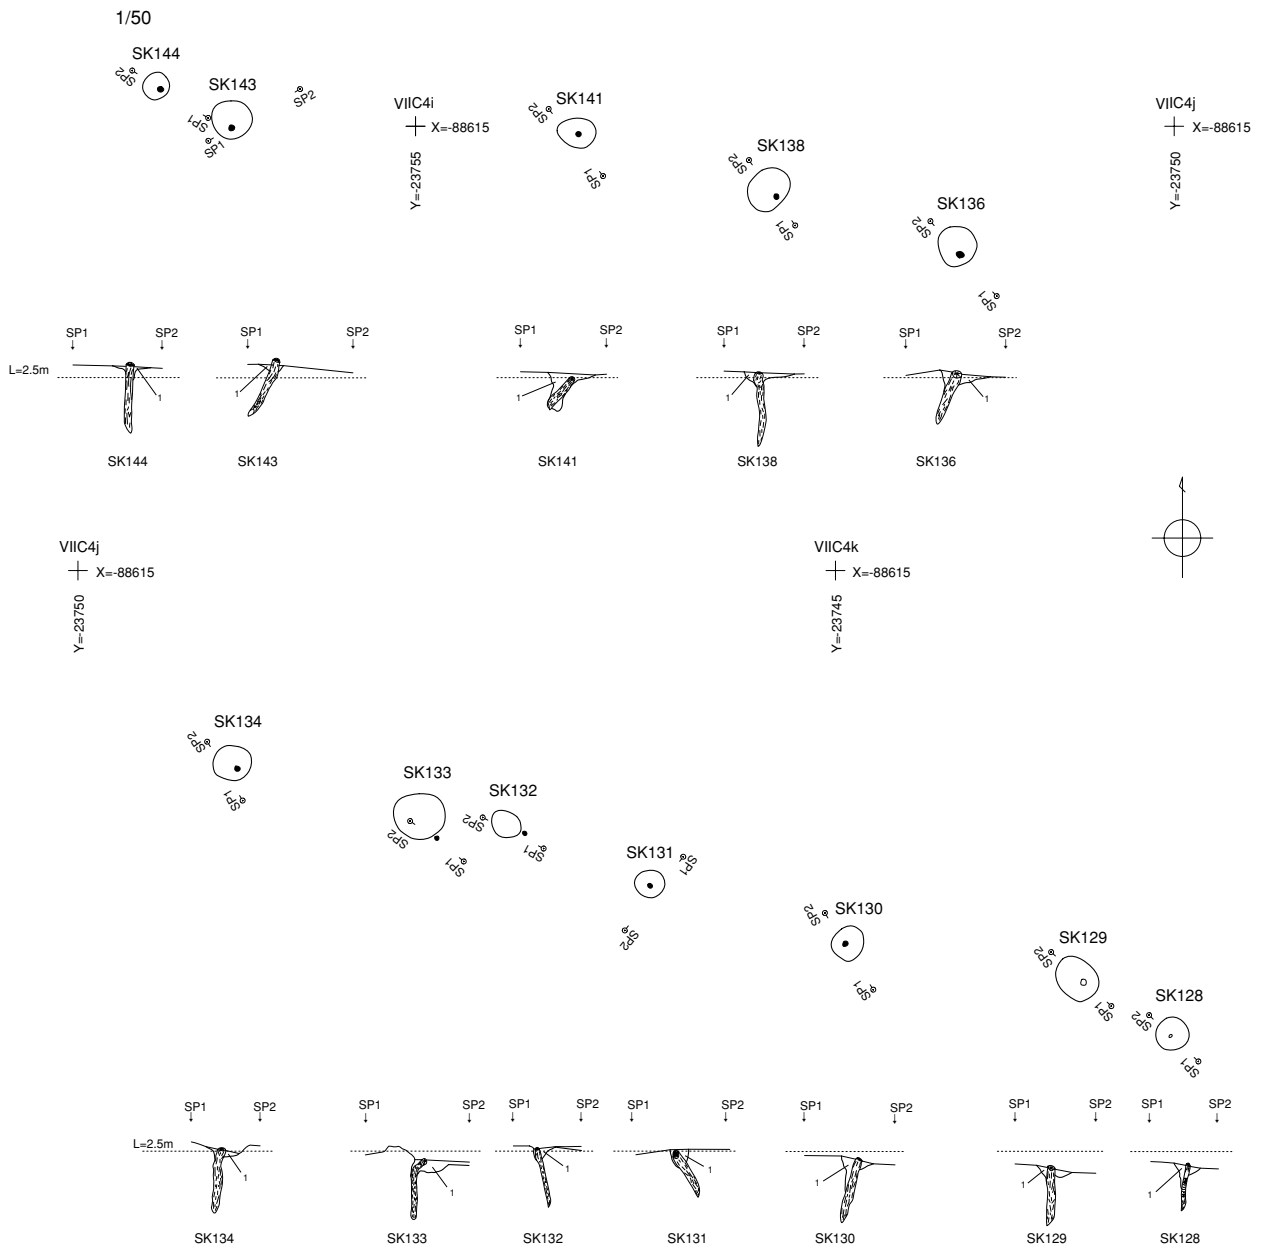 1/50
SK144
SP2
SK143
SP2
SP1
SP1
VIIC4i
X=-88615
Y=-23755
SK141
SP2
SP1
SK138
SP2
SP1
VIIC4j
X=-88615
Y=-23750
SK136
SP2
SP1
SP1 SP2 SP1 SP2 SP1 SP2 SP1 SP2 SP1 SP2
L=2.5m
1 1 1 1 1
SK144 SK143 SK141 SK138 SK136
VIIC4j
X=-88615
Y=-23750
VIIC4k
X=-88615
Y=-23745
SK134
SP2
SP1
SK133
SP2
SP1
SK132
SP2
SP1
SK131
SP1
SP2
SK130
SP2
SP1
SK129
SP2
SP1
SK128
SP2
SP1
SP1 SP2 SP1 SP2 SP1 SP2 SP1 SP2 SP1 SP2 SP1 SP2 SP1 SP2
L=2.5m
1 1 1 1 1 1 1
SK134 SK133 SK132 SK131 SK130 SK129 SK128